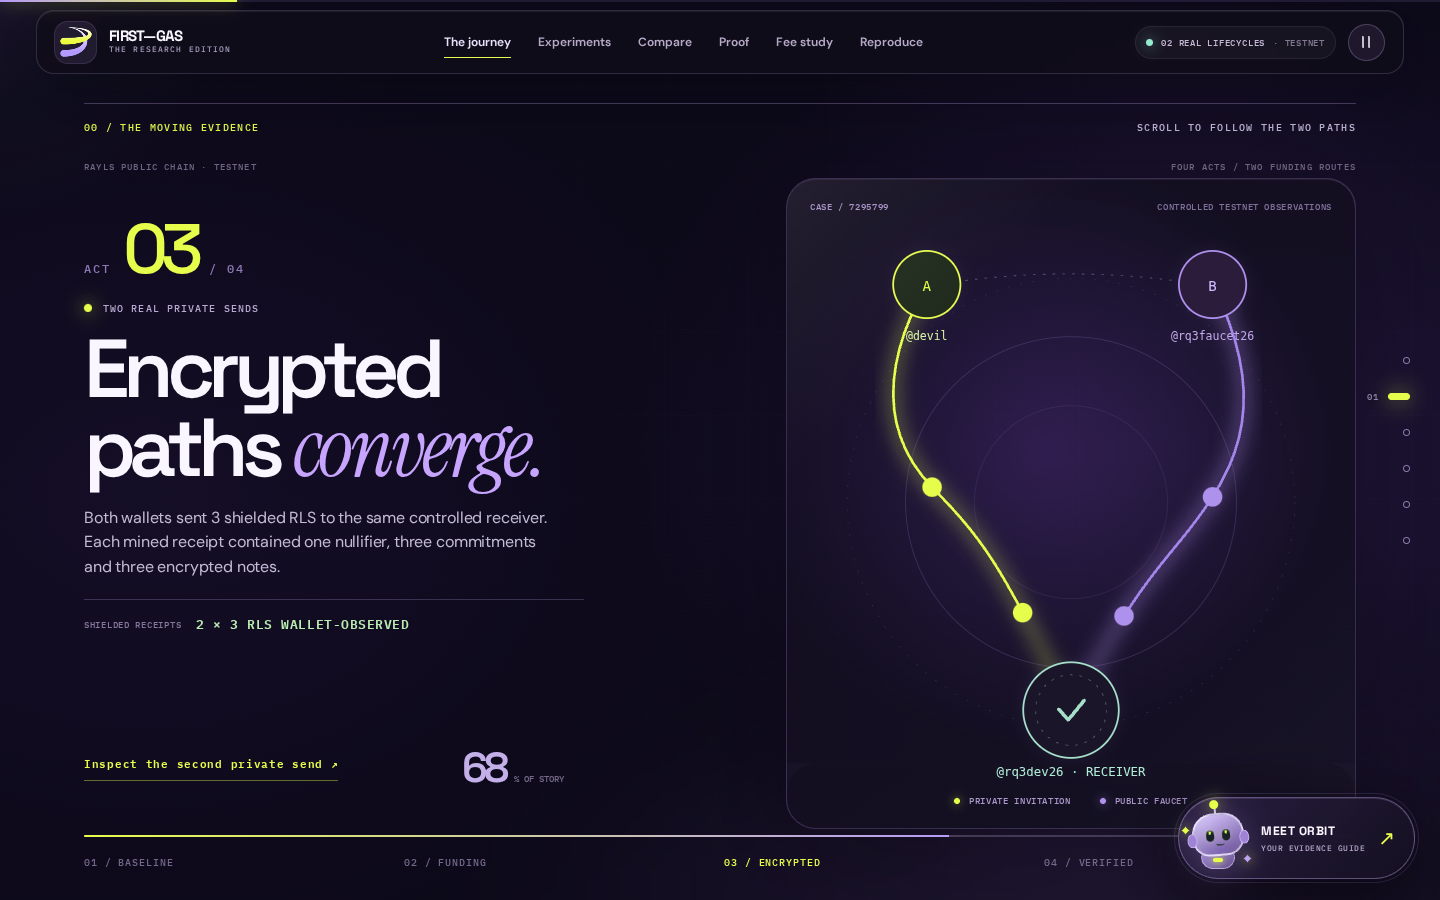 FIRST—GAS
THE RESEARCH EDITION
The journey
Experiments
Compare
Proof
Fee study
Reproduce
02 REAL LIFECYCLES · TESTNET
00 / THE MOVING EVIDENCE
SCROLL TO FOLLOW THE TWO PATHS
RAYLS PUBLIC CHAIN · TESTNET
FOUR ACTS / TWO FUNDING ROUTES
ACT 03 / 04
TWO REAL PRIVATE SENDS
Encrypted
paths converge.
Both wallets sent 3 shielded RLS to the same controlled receiver.
Each mined receipt contained one nullifier, three commitments
and three encrypted notes.
SHIELDED RECEIPTS 2 × 3 RLS WALLET-OBSERVED
Inspect the second private send ↗
68 % OF STORY
CASE / 7295799
CONTROLLED TESTNET OBSERVATIONS
A
B
@devil
@rq3faucet26
@rq3dev26 · RECEIVER
PRIVATE INVITATION
PUBLIC FAUCET
01
01 / BASELINE
02 / FUNDING
03 / ENCRYPTED
04 / VERIFIED
MEET ORBIT
YOUR EVIDENCE GUIDE
↗